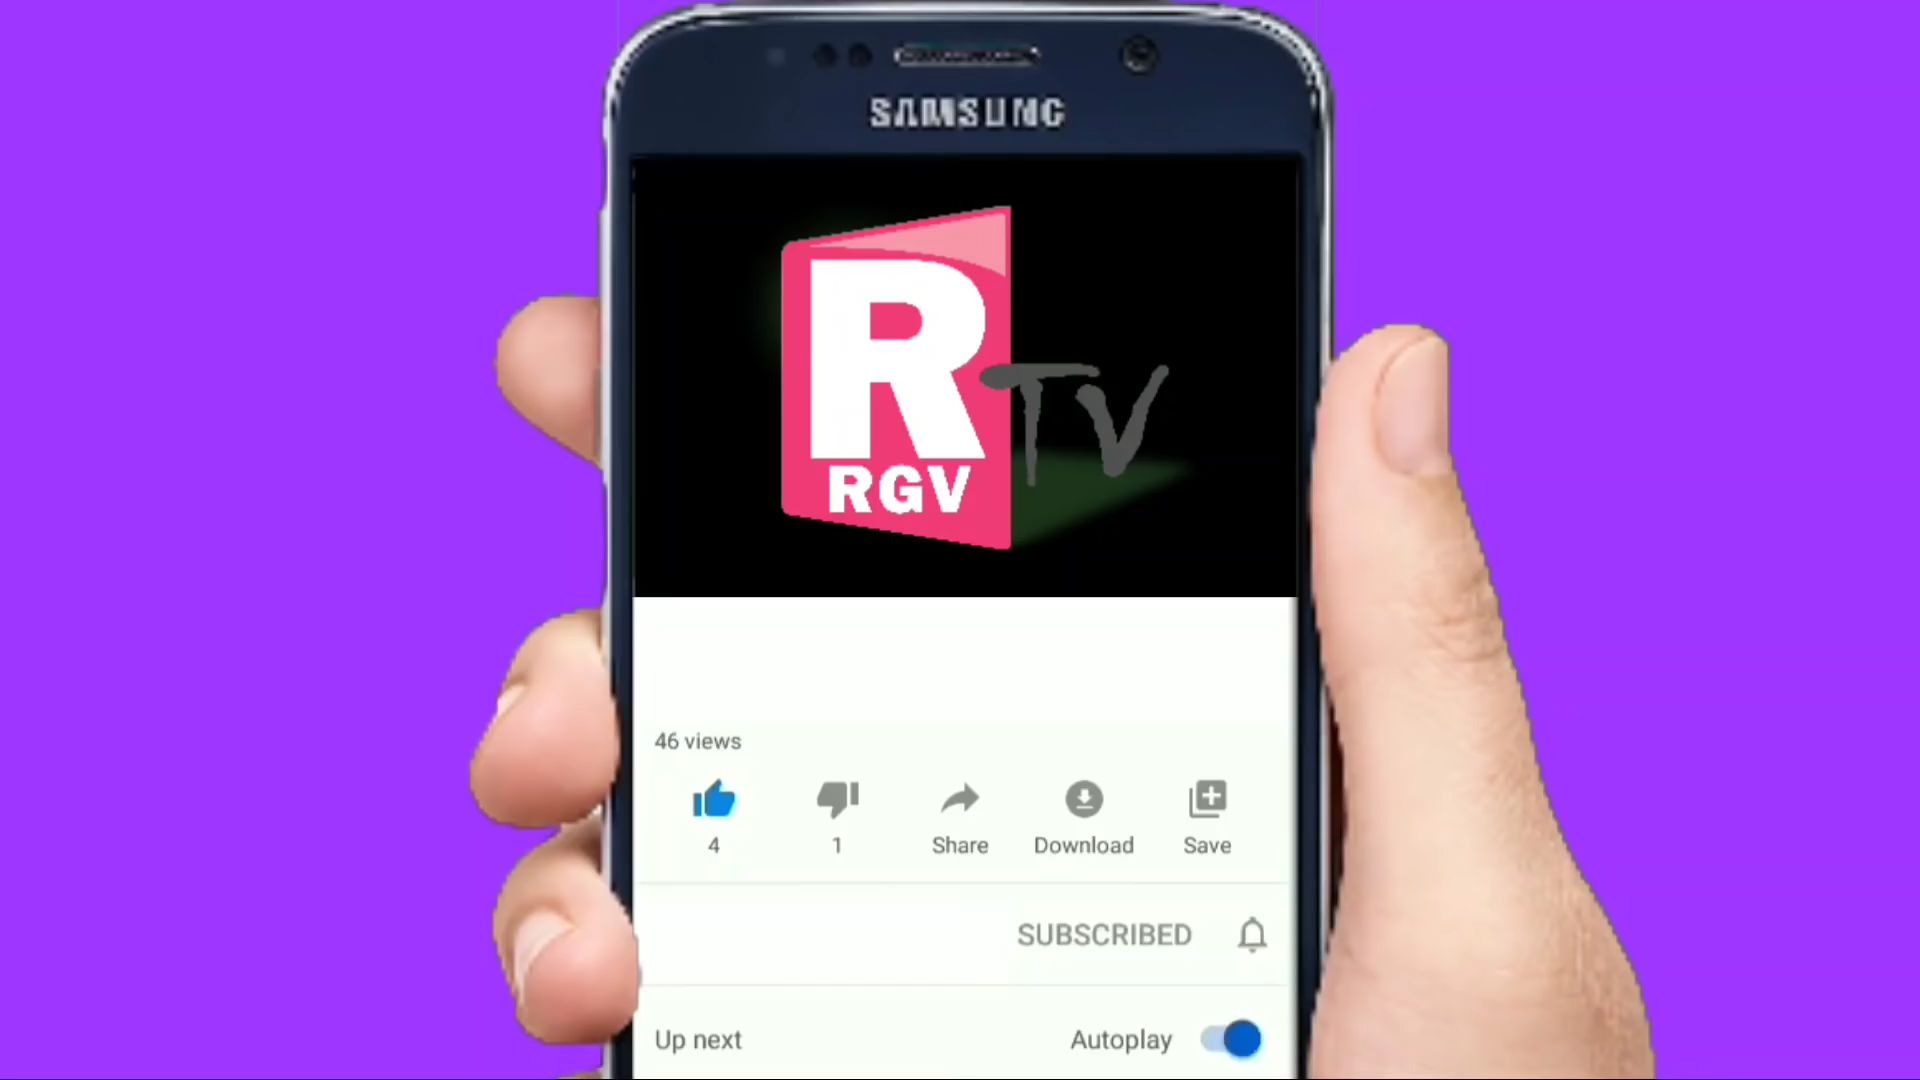 SAMSUNG
R
TV
RGV
46 views
4
1
Share
Download
Save
SUBSCRIBED
Up next
Autoplay